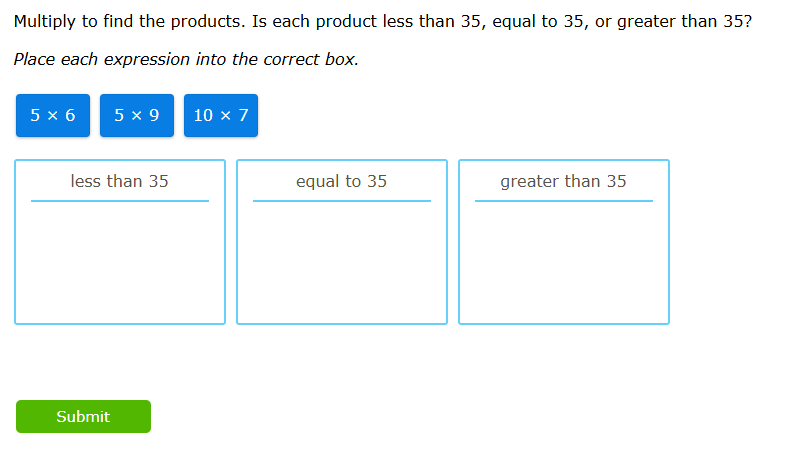 Multiply to find the products. Is each product less than 35, equal to 35, or greater than 35?
Place each expression into the correct box.
5 × 6 5 × 9 10 × 7
less than 35 equal to 35 greater than 35
Submit